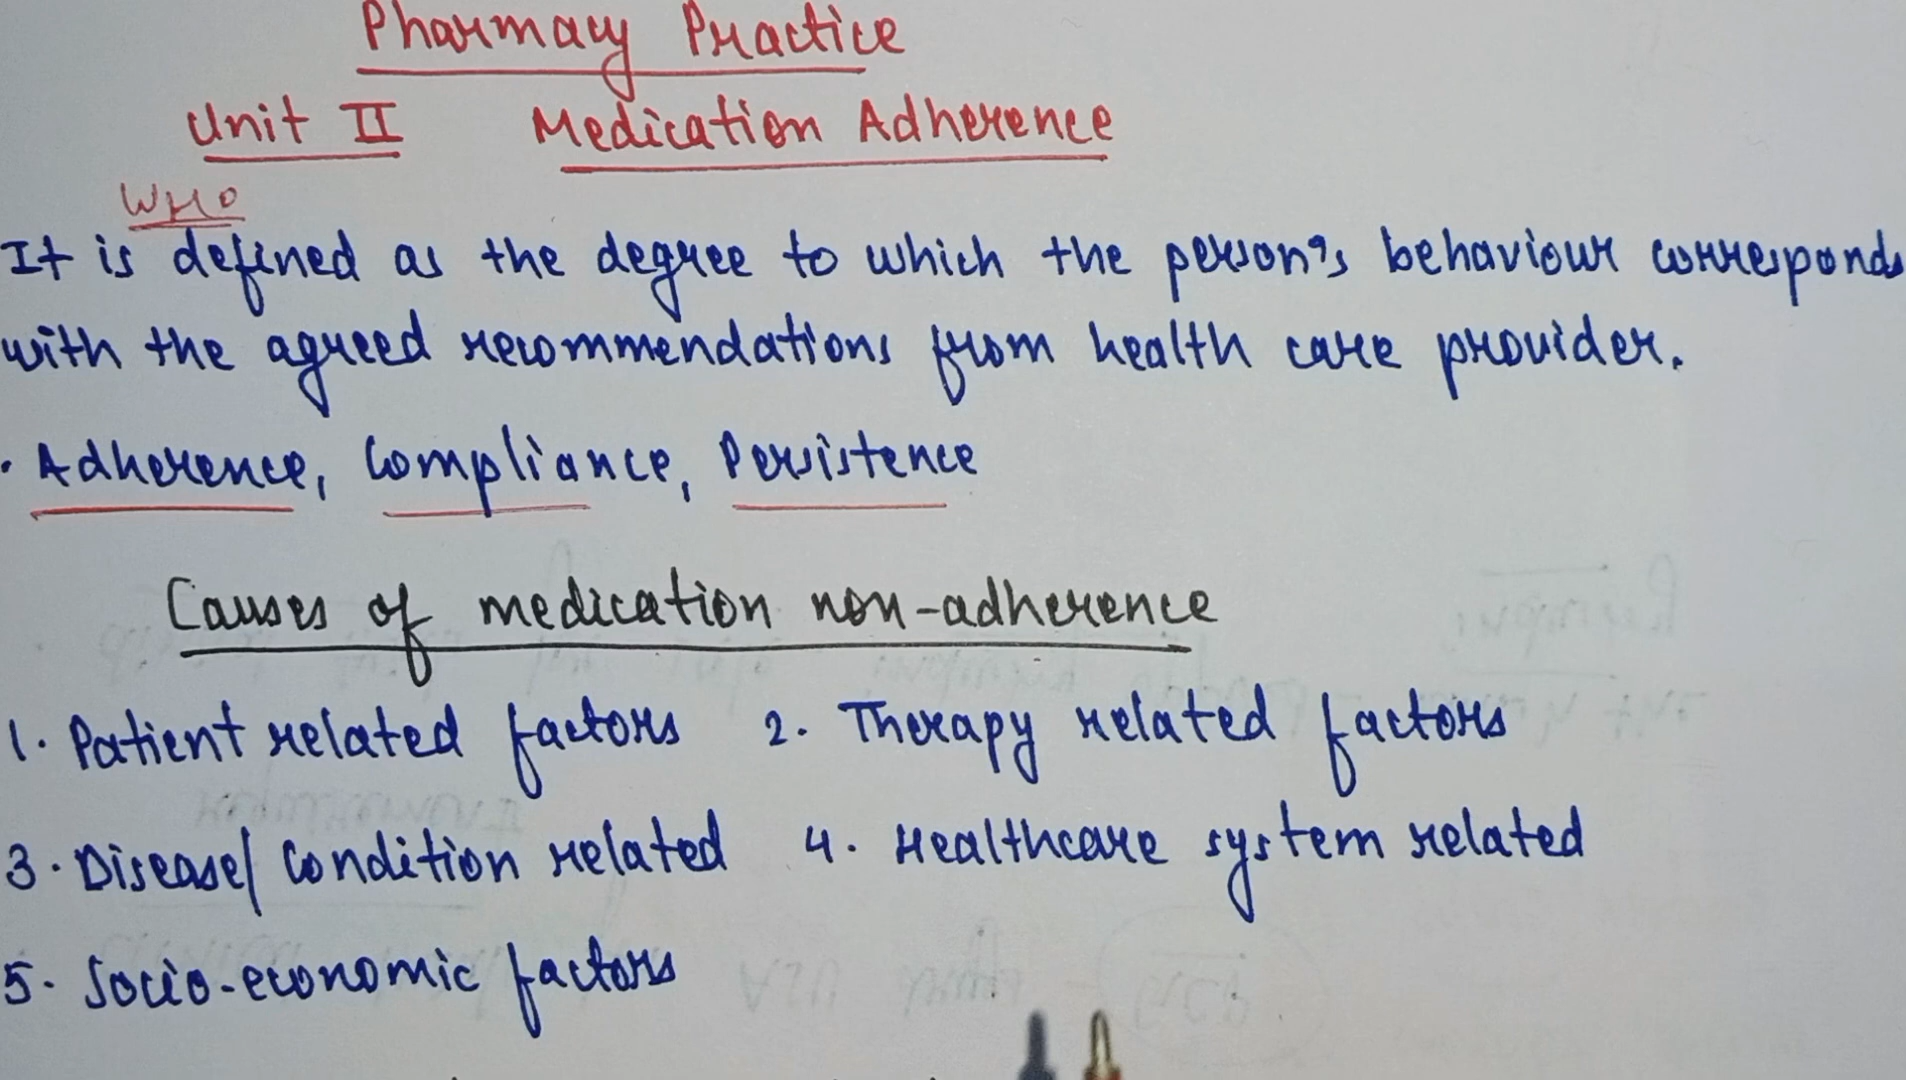 Pharmacy Practice
Unit II Medication Adherence
WHO
It is defined as the degree to which the person's behaviour corresponds
with the agreed recommendations from health care provider.
· Adherence, Compliance, Persistence
Causes of medication non-adherence
1. Patient related factors 2. Therapy related factors
3. Disease/ Condition related 4. Healthcare system related
5. Socio-economic factors